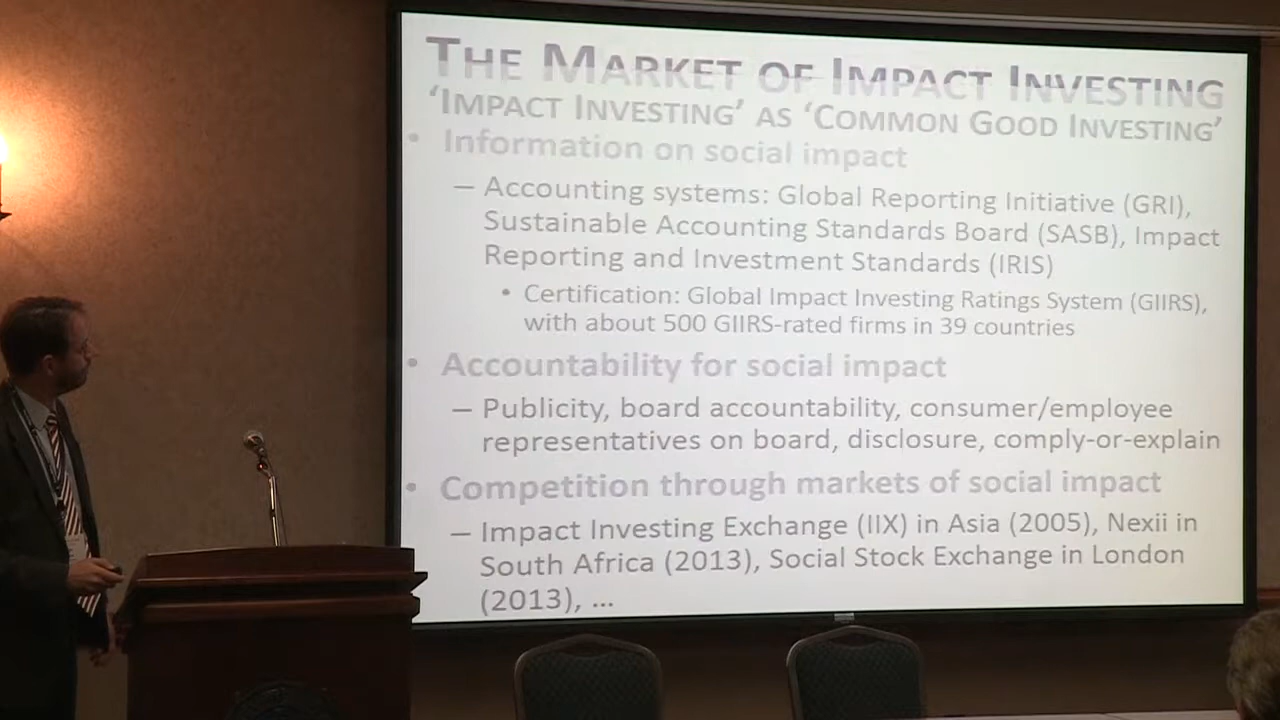 THE MARKET OF IMPACT INVESTING
‘IMPACT INVESTING’ AS ‘COMMON GOOD INVESTING’
• Information on social impact
– Accounting systems: Global Reporting Initiative (GRI),
Sustainable Accounting Standards Board (SASB), Impact
Reporting and Investment Standards (IRIS)
• Certification: Global Impact Investing Ratings System (GIIRS),
with about 500 GIIRS-rated firms in 39 countries
• Accountability for social impact
– Publicity, board accountability, consumer/employee
representatives on board, disclosure, comply-or-explain
• Competition through markets of social impact
– Impact Investing Exchange (IIX) in Asia (2005), Nexii in
South Africa (2013), Social Stock Exchange in London
(2013), ...